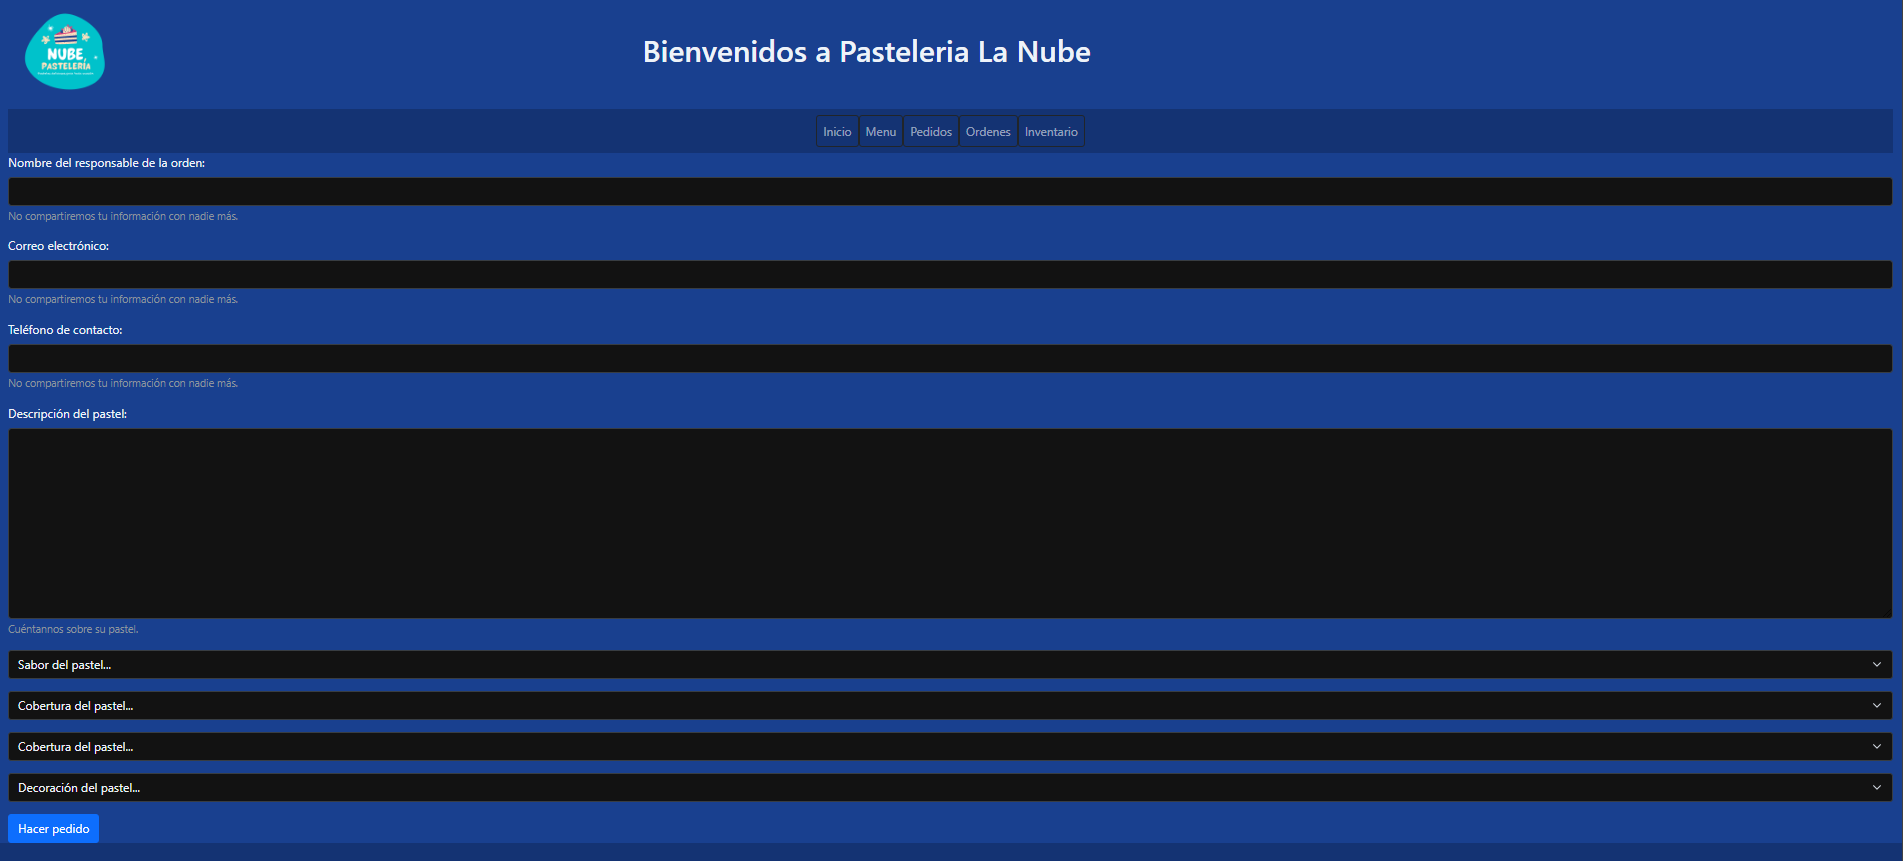 NUBE,
PASTELERÍA
Bienvenidos a Pasteleria La Nube
Inicio Menu Pedidos Ordenes Inventario
Nombre del responsable de la orden:
No compartiremos tu información con nadie más.
Correo electrónico:
No compartiremos tu información con nadie más.
Teléfono de contacto:
No compartiremos tu información con nadie más.
Descripción del pastel:
Cuéntannos sobre su pastel.
Sabor del pastel...
Cobertura del pastel...
Cobertura del pastel...
Decoración del pastel...
Hacer pedido